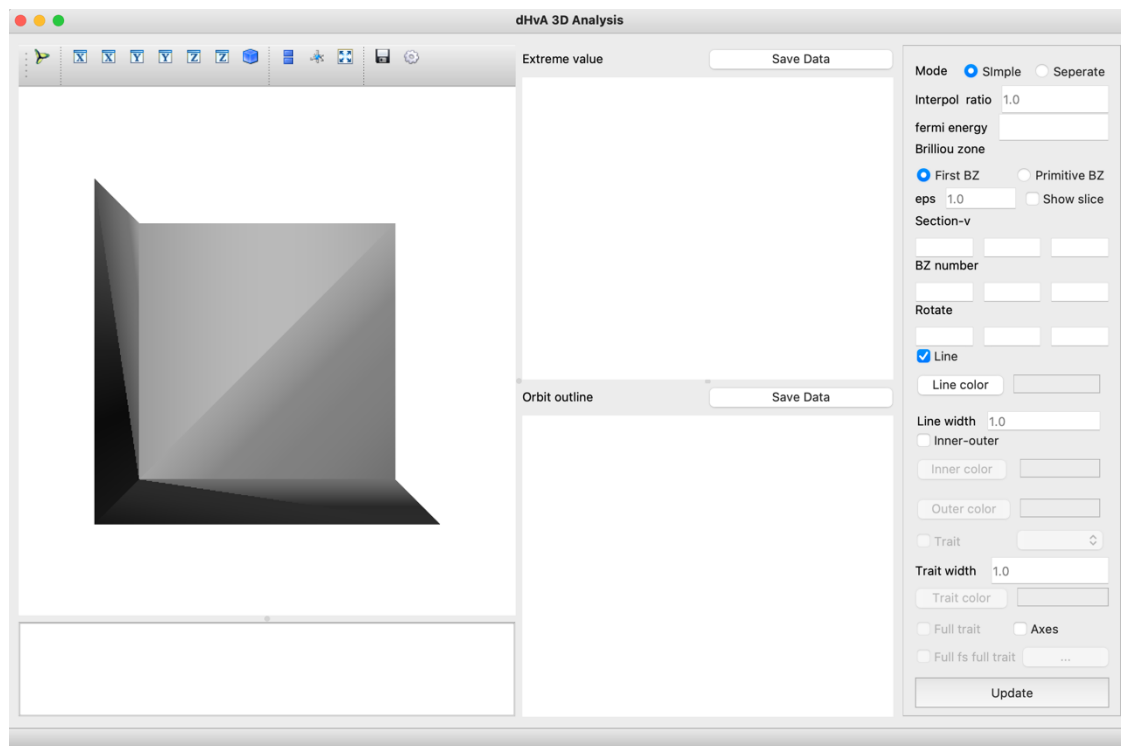 dHvA 3D Analysis
X X Y Y Z Z
Extreme value
Save Data
Orbit outline
Save Data
Mode SImple Seperate
Interpol ratio 1.0
fermi energy
Brilliou zone
First BZ Primitive BZ
eps 1.0 Show slice
Section-v
BZ number
Rotate
Line
Line color
Line width 1.0
Inner-outer
Inner color
Outer color
Trait
Trait width 1.0
Trait color
Full trait Axes
Full fs full trait ...
Update